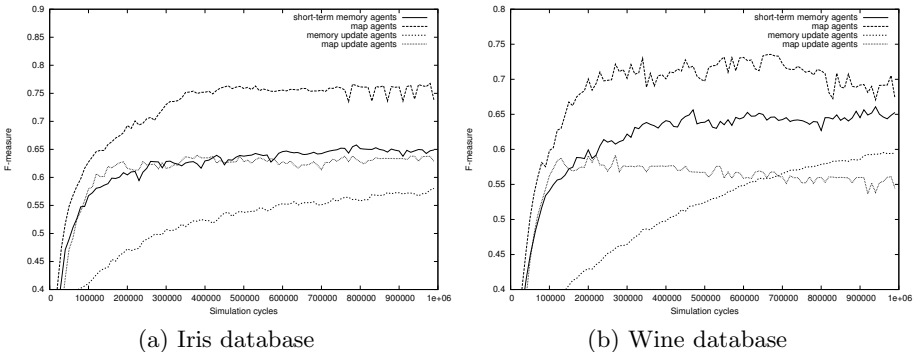 0.9
0.85
0.8
0.75
0.7
0.65
0.6
0.55
0.5
0.45
0.4
F-measure
short-term memory agents
map agents
memory update agents
map update agents
0 100000 200000 300000 400000 500000 600000 700000 800000 900000 1e+06
Simulation cycles
(a) Iris database
0.8
0.75
0.7
0.65
0.6
0.55
0.5
0.45
0.4
F-measure
short-term memory agents
map agents
memory update agents
map update agents
0 100000 200000 300000 400000 500000 600000 700000 800000 900000 1e+06
Simulation cycles
(b) Wine database